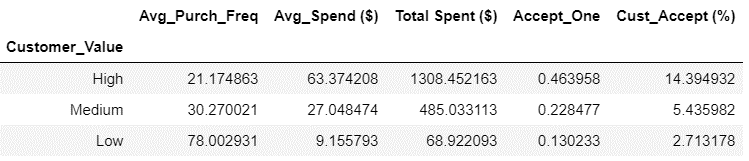 Avg_Purch_Freq Avg_Spend ($) Total Spent ($) Accept_One Cust_Accept (%)
Customer_Value
High 21.174863 63.374208 1308.452163 0.463958 14.394932
Medium 30.270021 27.048474 485.033113 0.228477 5.435982
Low 78.002931 9.155793 68.922093 0.130233 2.713178